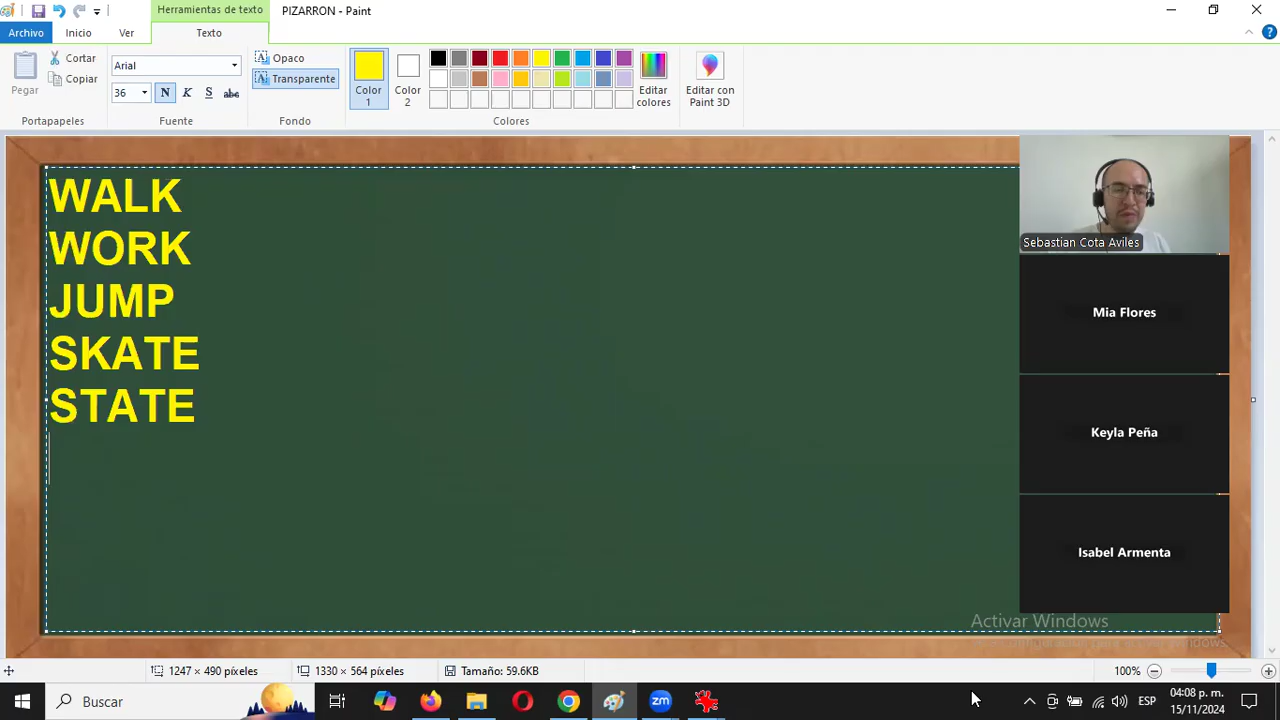 Herramientas de texto
PIZARRON - Paint
Archivo
Inicio
Ver
Texto
Pegar
Cortar
Copiar
Portapapeles
Arial
36
N K S abc
Fuente
Opaco
Transparente
Fondo
Color 1
Color 2
Editar colores
Colores
Editar con Paint 3D
WALK
WORK
JUMP
SKATE
STATE
Sebastian Cota Aviles
Mia Flores
Keyla Peña
Isabel Armenta
Activar Windows
1247 × 490 píxeles
1330 × 564 píxeles
Tamaño: 59.6KB
100%
Buscar
zm
ESP
04:08 p. m.
15/11/2024